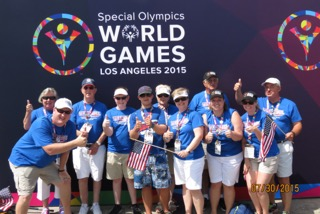 Special Olympics
WORLD
GAMES
LOS ANGELES 2015
07/30/2015